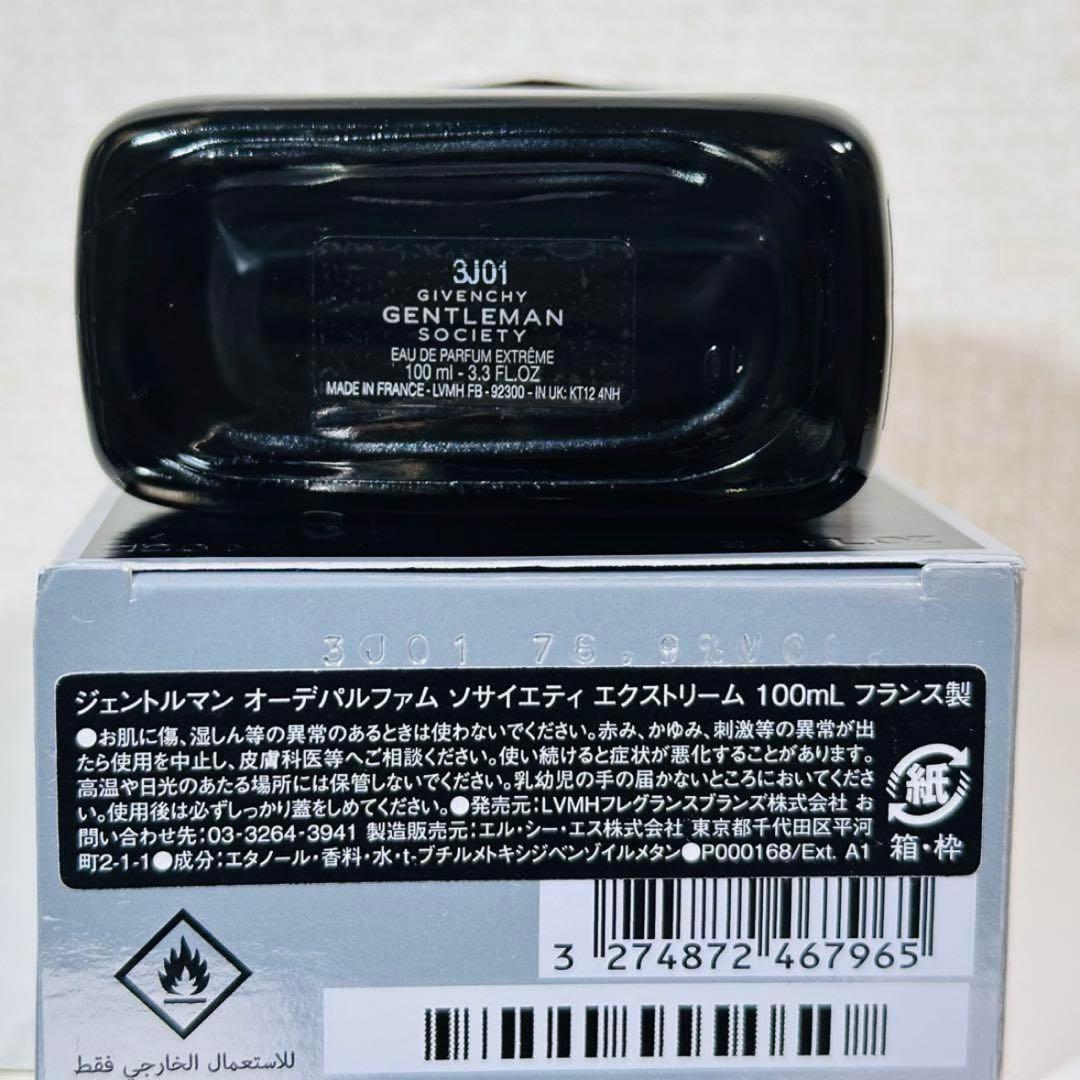 3J01
GIVENCHY
GENTLEMAN
SOCIETY
EAU DE PARFUM EXTRÊME
100 ml - 3.3 FL.OZ
MADE IN FRANCE - LVMH FB - 92300 - IN UK: KT12 4NH
3J01 78,9%VOL.
ジェントルマン オーデパルファム ソサイエティ エクストリーム 100mL フランス製
●お肌に傷、湿しん等の異常のあるときは使わないでください。赤み、かゆみ、刺激等の異常が出
たら使用を中止し、皮膚科医等へご相談ください。使い続けると症状が悪化することがあります。
高温や日光のあたる場所には保管しないでください。乳幼児の手の届かないところにおいてくださ
い。使用後は必ずしっかり蓋をしめてください。●発売元:LVMHフレグランスブランズ株式会社 お
問い合わせ先:03-3264-3941 製造販売元:エル・シー・エス株式会社 東京都千代田区平河
町2-1-1●成分:エタノール・香料・水・t-ブチルメトキシジベンゾイルメタン●P000168/Ext. A1
紙
箱・枠
3 274872 467965
للاستعمال الخارجي فقط